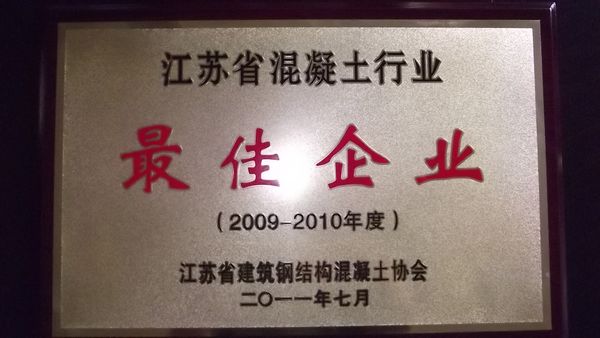 江苏省混凝土行业
最佳企业
（2009-2010年度）
江苏省建筑钢结构混凝土协会
二〇一一年七月